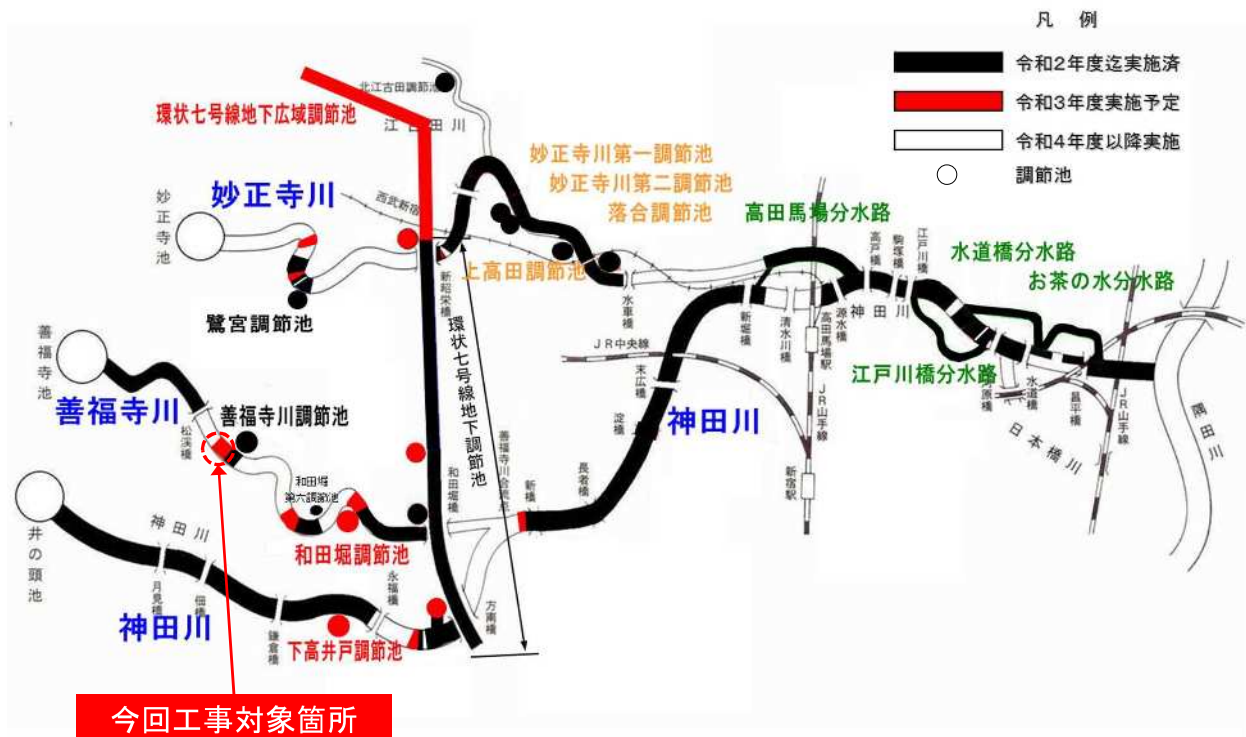 凡 例
令和2年度迄実施済
令和3年度実施予定
令和4年度以降実施
調節池
北江古田調節池
環状七号線地下広域調節池
江古田川
妙正寺川第一調節池
妙正寺川第二調節池
落合調節池
妙正寺川
西武新宿
妙正寺池
高田馬場分水路
高戸橋
駒塚橋
江戸川橋
水道橋分水路
お茶の水分水路
上高田調節池
新昭栄橋
水車橋
新堀橋
清水川橋
高田馬場駅
源水橋
神田川
鷺宮調節池
環状七号線地下調節池
善福寺池
JR中央線
末広橋
江戸川橋分水路
JR山手線
水道橋
昌平橋
JR山手線
隅田川
日本橋川
善福寺川
善福寺川調節池
松渓橋
淀橋
神田川
新宿駅
和田堀
第六調節池
和田堀橋
善福寺川合流点
新橋
長者橋
井の頭池
神田川
和田堀調節池
月見橋
佃橋
鎌倉橋
永福橋
方南橋
神田川
下高井戸調節池
今回工事対象箇所